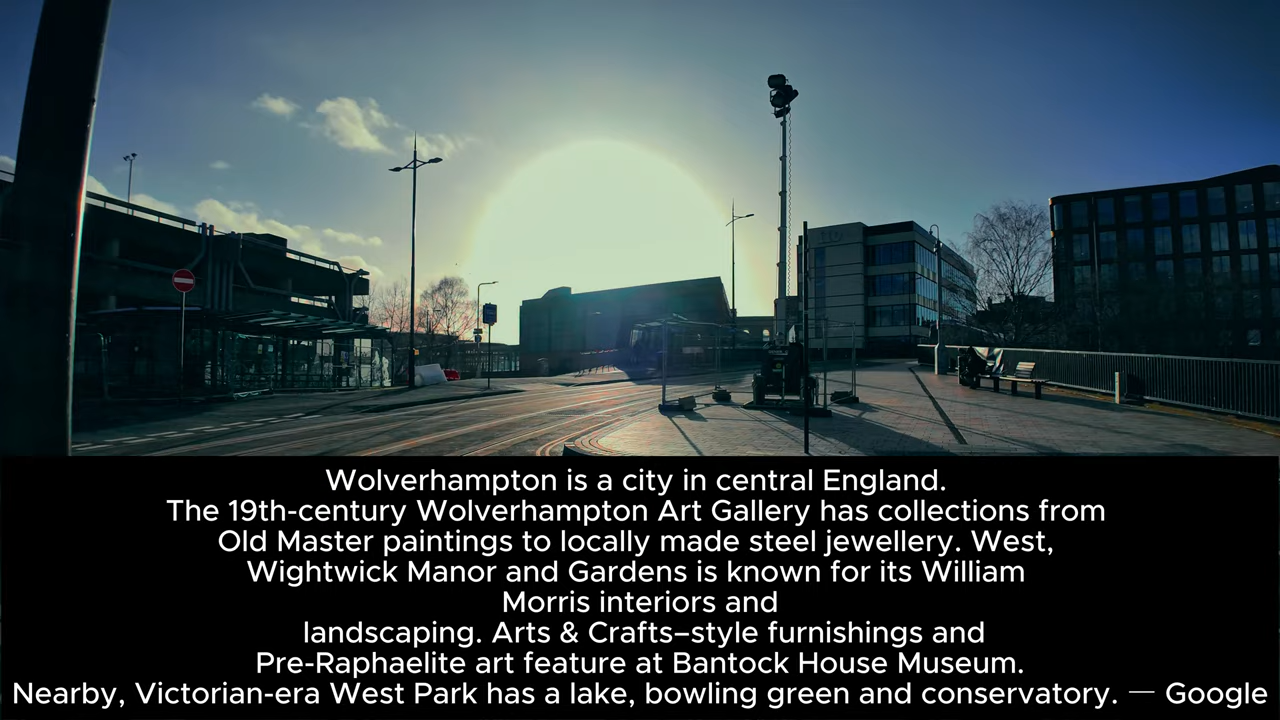 Wolverhampton is a city in central England.
The 19th-century Wolverhampton Art Gallery has collections from
Old Master paintings to locally made steel jewellery. West,
Wightwick Manor and Gardens is known for its William
Morris interiors and
landscaping. Arts & Crafts–style furnishings and
Pre-Raphaelite art feature at Bantock House Museum.
Nearby, Victorian-era West Park has a lake, bowling green and conservatory. — Google